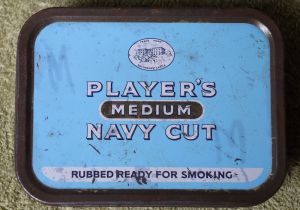 PLAYER'S
MEDIUM
NAVY CUT
RUBBED READY FOR SMOKING